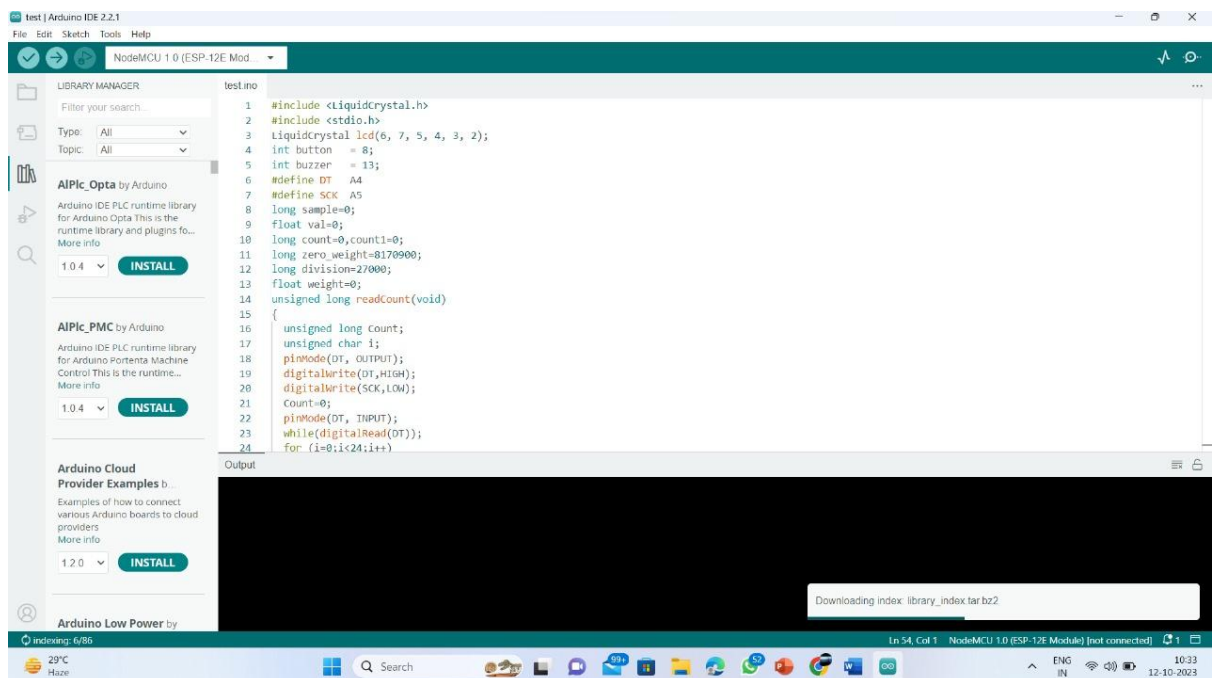 test | Arduino IDE 2.2.1
File Edit Sketch Tools Help
NodeMCU 1.0 (ESP-12E Mod...
LIBRARY MANAGER
Filter your search...
Type: All
Topic: All
AlPlc_Opta by Arduino
Arduino IDE PLC runtime library
for Arduino Opta This is the
runtime library and plugins fo...
More info
1.0.4 INSTALL
AlPlc_PMC by Arduino
Arduino IDE PLC runtime library
for Arduino Portenta Machine
Control This is the runtime...
More info
1.0.4 INSTALL
Arduino Cloud
Provider Examples b...
Examples of how to connect
various Arduino boards to cloud
providers
More info
1.2.0 INSTALL
Arduino Low Power by
test.ino
1 #include <LiquidCrystal.h>
2 #include <stdio.h>
3 LiquidCrystal lcd(6, 7, 5, 4, 3, 2);
4 int button = 8;
5 int buzzer = 13;
6 #define DT A4
7 #define SCK A5
8 long sample=0;
9 float val=0;
10 long count=0,count1=0;
11 long zero_weight=8170900;
12 long division=27000;
13 float weight=0;
14 unsigned long readCount(void)
15 {
16 unsigned long Count;
17 unsigned char i;
18 pinMode(DT, OUTPUT);
19 digitalWrite(DT,HIGH);
20 digitalWrite(SCK,LOW);
21 Count=0;
22 pinMode(DT, INPUT);
23 while(digitalRead(DT));
24 for (i=0;i<24;i++)
Output
Downloading index: library_index.tar.bz2
indexing: 6/86
Ln 54, Col 1 NodeMCU 1.0 (ESP-12E Module) [not connected] 1
29°C
Haze
Search
99+
52
ENG
IN
10:33
12-10-2023